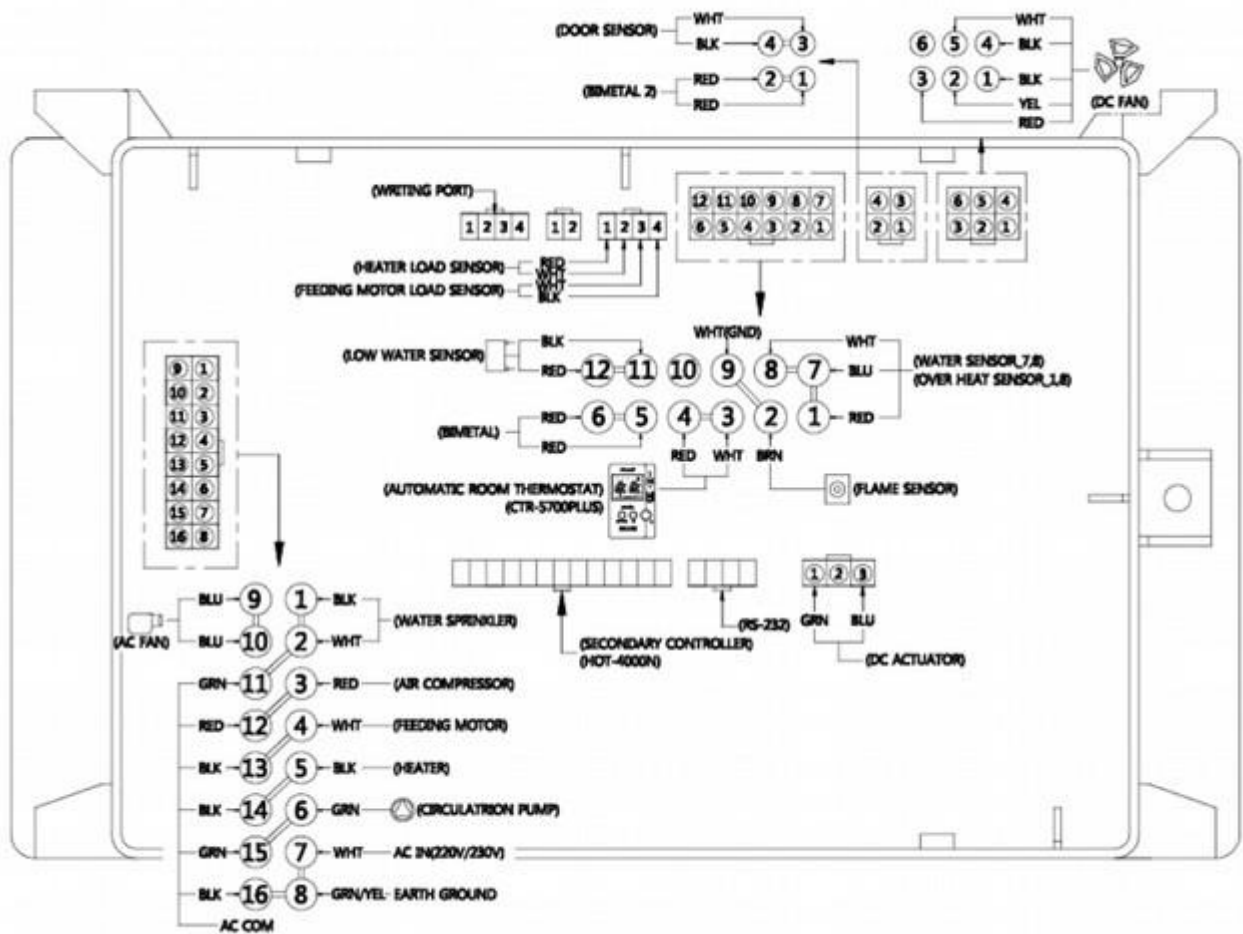 WHT
(DOOR SENSOR)
BLK
4 3
RED
2 1
(BIMETAL 2)
RED
WHT
6 5 4
BLK
3 2 1
BLK
YEL
(DC FAN)
RED
(WRITING PORT)
1 2 3 4
1 2
1 2 3 4
12 11 10 9 8 7
6 5 4 3 2 1
4 3
2 1
6 5 4
3 2 1
(HEATER LOAD SENSOR)
RED
WHT
(FEEDING MOTOR LOAD SENSOR)
WHT
BLK
BLK
(LOW WATER SENSOR)
RED
WHT(GND)
WHT
12 11 10 9 8 7
BLU
(WATER SENSOR_7,8)
(OVER HEAT SENSOR_1,8)
RED
6 5 4 3 2 1
RED
(BIMETAL)
RED
RED WHT BRN
(AUTOMATIC ROOM THERMOSTAT)
(CTR-5700PLUS)
(FLAME SENSOR)
9 1
10 2
11 3
12 4
13 5
14 6
15 7
16 8
1 2 3
GRN BLU
(RS-232)
(SECONDARY CONTROLLER)
(HOT-4000N)
(DC ACTUATOR)
BLU 9 1 BLK
(AC FAN)
(WATER SPRINKLER)
BLU 10 2 WHT
GRN 11 3 RED (AIR COMPRESSOR)
RED 12 4 WHT (FEEDING MOTOR)
BLK 13 5 BLK (HEATER)
BLK 14 6 GRN (CIRCULATRION PUMP)
GRN 15 7 WHT AC IN(220V/230V)
BLK 16 8 GRN/YEL EARTH GROUND
AC COM